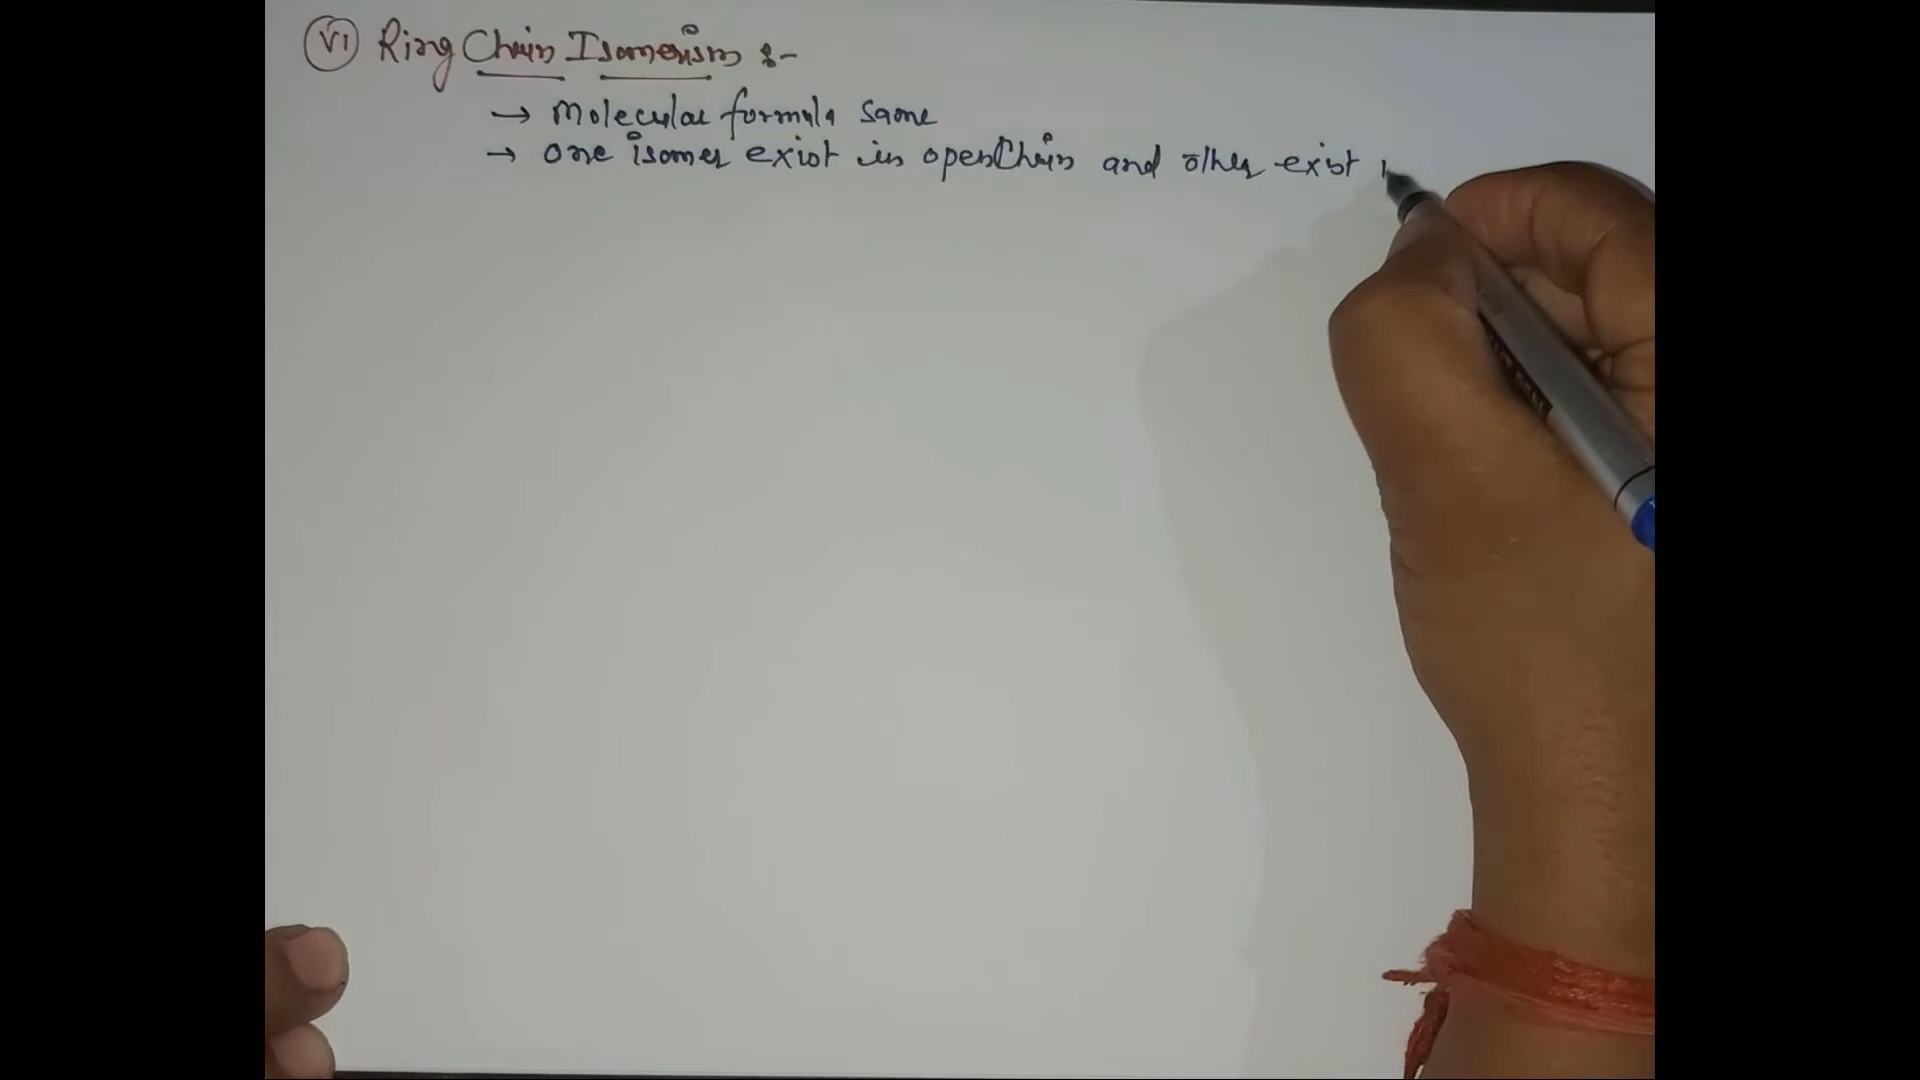 VI Ring Chain Isomerism :-
→ Molecular formula same
→ One isomer exist in openChain and other exist